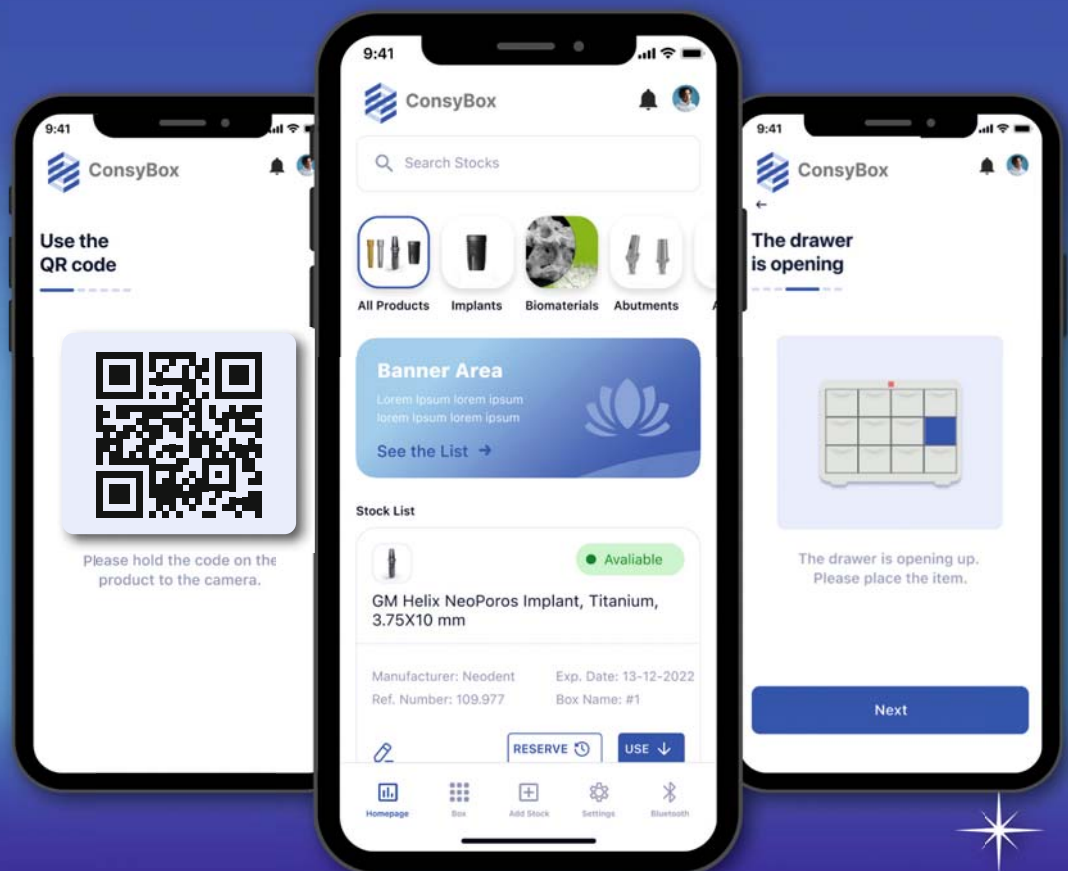 9:41
ConsyBox
Use the
QR code
Please hold the code on the
product to the camera.
9:41
ConsyBox
Search Stocks
All Products
Implants
Biomaterials
Abutments
Banner Area
Lorem Ipsum lorem ipsum
lorem Ipsum lorem ipsum
See the List →
Stock List
Avaliable
GM Helix NeoPoros Implant, Titanium,
3.75X10 mm
Manufacturer: Neodent
Exp. Date: 13-12-2022
Ref. Number: 109.977
Box Name: #1
RESERVE
USE ↓
Homepage
Box
Add Stock
Settings
Bluetooth
9:41
ConsyBox
←
The drawer
is opening
The drawer is opening up.
Please place the item.
Next